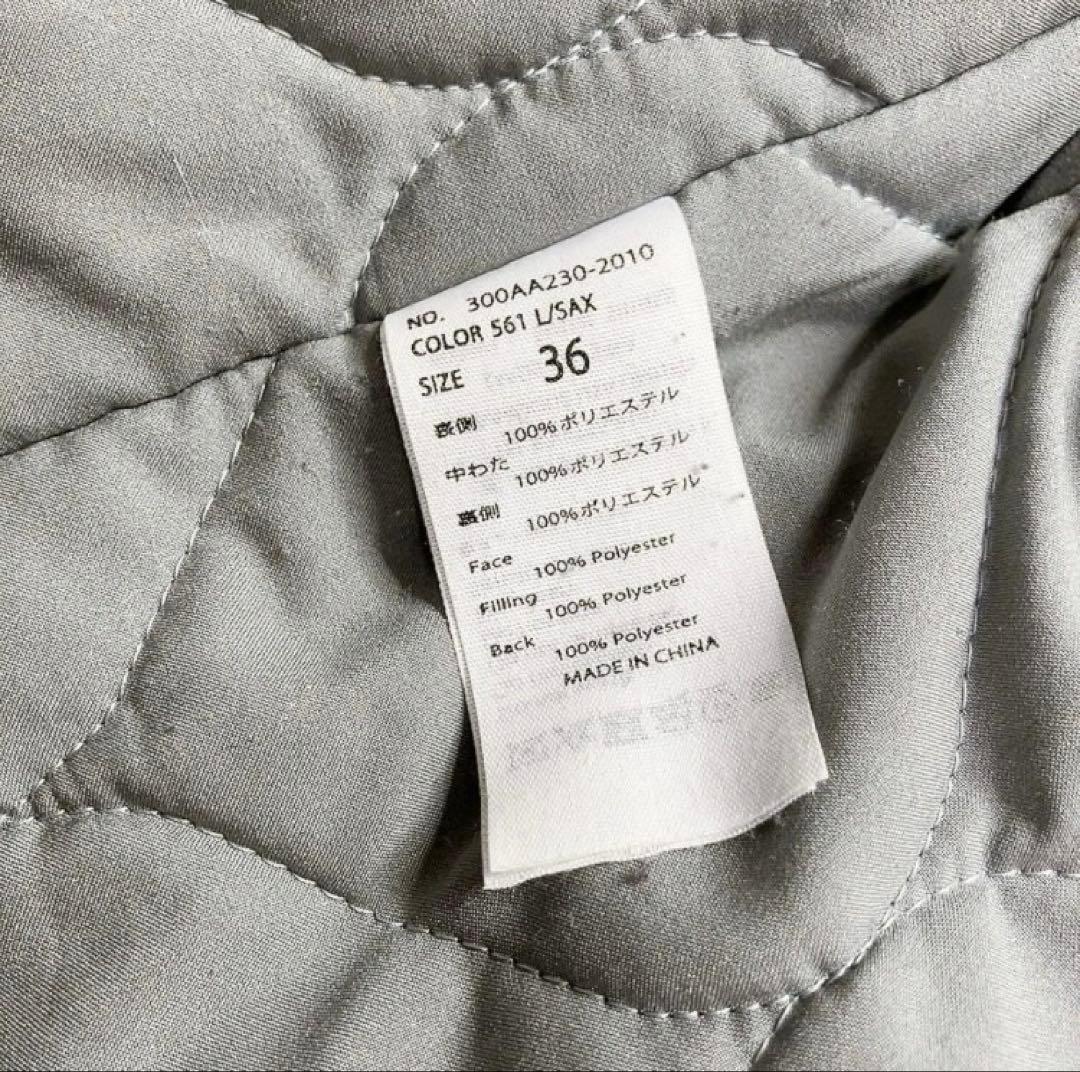 NO. 300AA230-2010
COLOR 561 L/SAX
SIZE 36
表側 100%ポリエステル
中わた 100%ポリエステル
裏側 100%ポリエステル
Face 100% Polyester
Filling 100% Polyester
Back 100% Polyester
MADE IN CHINA